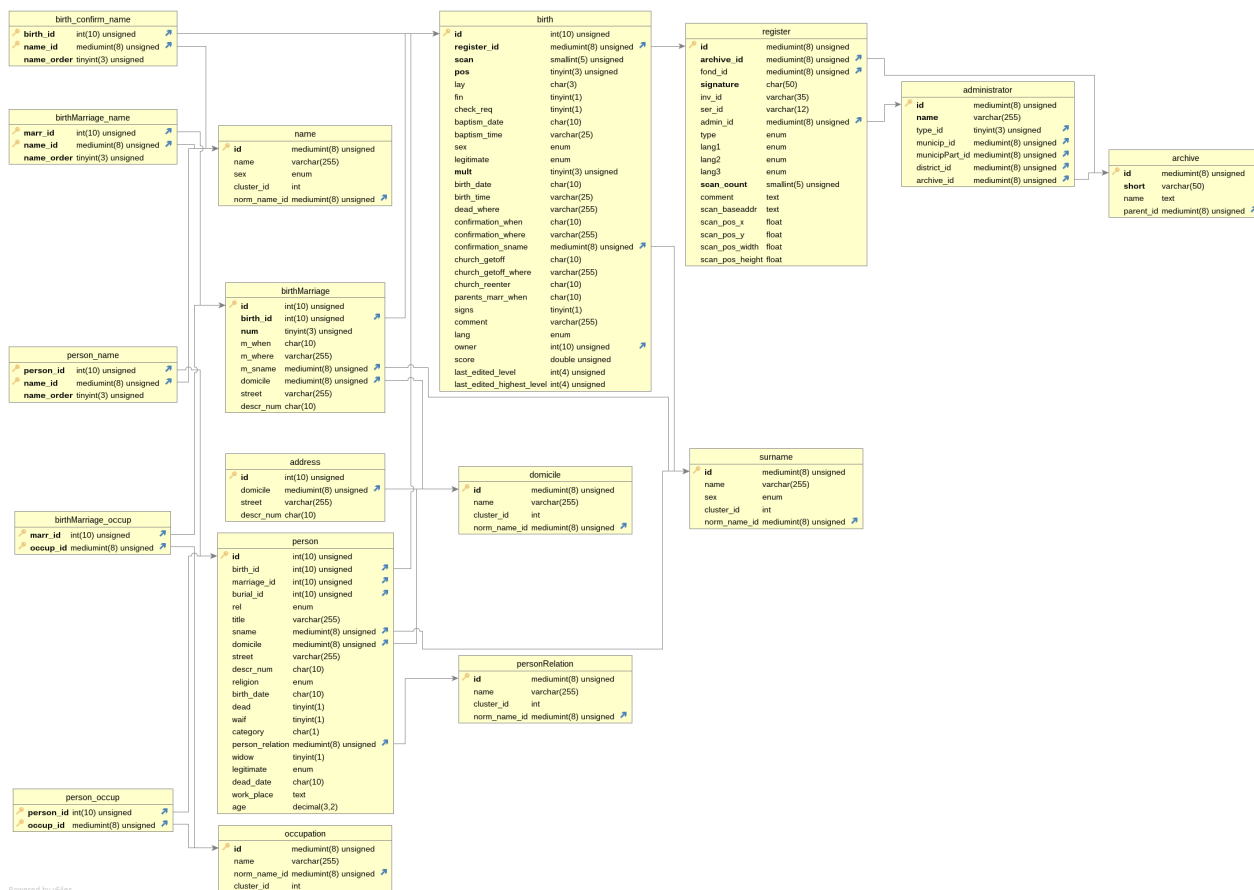 birth_confirm_name
birth_id int(10) unsigned
name_id mediumint(8) unsigned
name_order tinyint(3) unsigned
birthMarriage_name
marr_id int(10) unsigned
name_id mediumint(8) unsigned
name_order tinyint(3) unsigned
person_name
person_id int(10) unsigned
name_id mediumint(8) unsigned
name_order tinyint(3) unsigned
birthMarriage_occup
marr_id int(10) unsigned
occup_id mediumint(8) unsigned
person_occup
person_id int(10) unsigned
occup_id mediumint(8) unsigned
name
id mediumint(8) unsigned
name varchar(255)
sex enum
cluster_id int
norm_name_id mediumint(8) unsigned
birthMarriage
id int(10) unsigned
birth_id int(10) unsigned
num tinyint(3) unsigned
m_when char(10)
m_where varchar(255)
m_sname mediumint(8) unsigned
domicile mediumint(8) unsigned
street varchar(255)
descr_num char(10)
address
id int(10) unsigned
domicile mediumint(8) unsigned
street varchar(255)
descr_num char(10)
person
id int(10) unsigned
birth_id int(10) unsigned
marriage_id int(10) unsigned
burial_id int(10) unsigned
rel enum
title varchar(255)
sname mediumint(8) unsigned
domicile mediumint(8) unsigned
street varchar(255)
descr_num char(10)
religion enum
birth_date char(10)
dead tinyint(1)
waif tinyint(1)
category char(1)
person_relation mediumint(8) unsigned
widow tinyint(1)
legitimate enum
dead_date char(10)
work_place text
age decimal(3,2)
occupation
id mediumint(8) unsigned
name varchar(255)
norm_name_id mediumint(8) unsigned
cluster_id int
birth
id int(10) unsigned
register_id mediumint(8) unsigned
scan smallint(5) unsigned
pos tinyint(3) unsigned
lay char(3)
fin tinyint(1)
check_req tinyint(1)
baptism_date char(10)
baptism_time varchar(25)
sex enum
legitimate enum
mult tinyint(3) unsigned
birth_date char(10)
birth_time varchar(25)
dead_where varchar(255)
confirmation_when char(10)
confirmation_where varchar(255)
confirmation_sname mediumint(8) unsigned
church_getoff char(10)
church_getoff_where varchar(255)
church_reenter char(10)
parents_marr_when char(10)
signs tinyint(1)
comment varchar(255)
lang enum
owner int(10) unsigned
score double unsigned
last_edited_level int(4) unsigned
last_edited_highest_level int(4) unsigned
domicile
id mediumint(8) unsigned
name varchar(255)
cluster_id int
norm_name_id mediumint(8) unsigned
personRelation
id mediumint(8) unsigned
name varchar(255)
cluster_id int
norm_name_id mediumint(8) unsigned
register
id mediumint(8) unsigned
archive_id mediumint(8) unsigned
fond_id mediumint(8) unsigned
signature char(50)
inv_id varchar(35)
ser_id varchar(12)
admin_id mediumint(8) unsigned
type enum
lang1 enum
lang2 enum
lang3 enum
scan_count smallint(5) unsigned
comment text
scan_baseaddr text
scan_pos_x float
scan_pos_y float
scan_pos_width float
scan_pos_height float
surname
id mediumint(8) unsigned
name varchar(255)
sex enum
cluster_id int
norm_name_id mediumint(8) unsigned
administrator
id mediumint(8) unsigned
name varchar(255)
type_id tinyint(3) unsigned
municip_id mediumint(8) unsigned
municipPart_id mediumint(8) unsigned
district_id mediumint(8) unsigned
archive_id mediumint(8) unsigned
archive
id mediumint(8) unsigned
short varchar(50)
name text
parent_id mediumint(8) unsigned